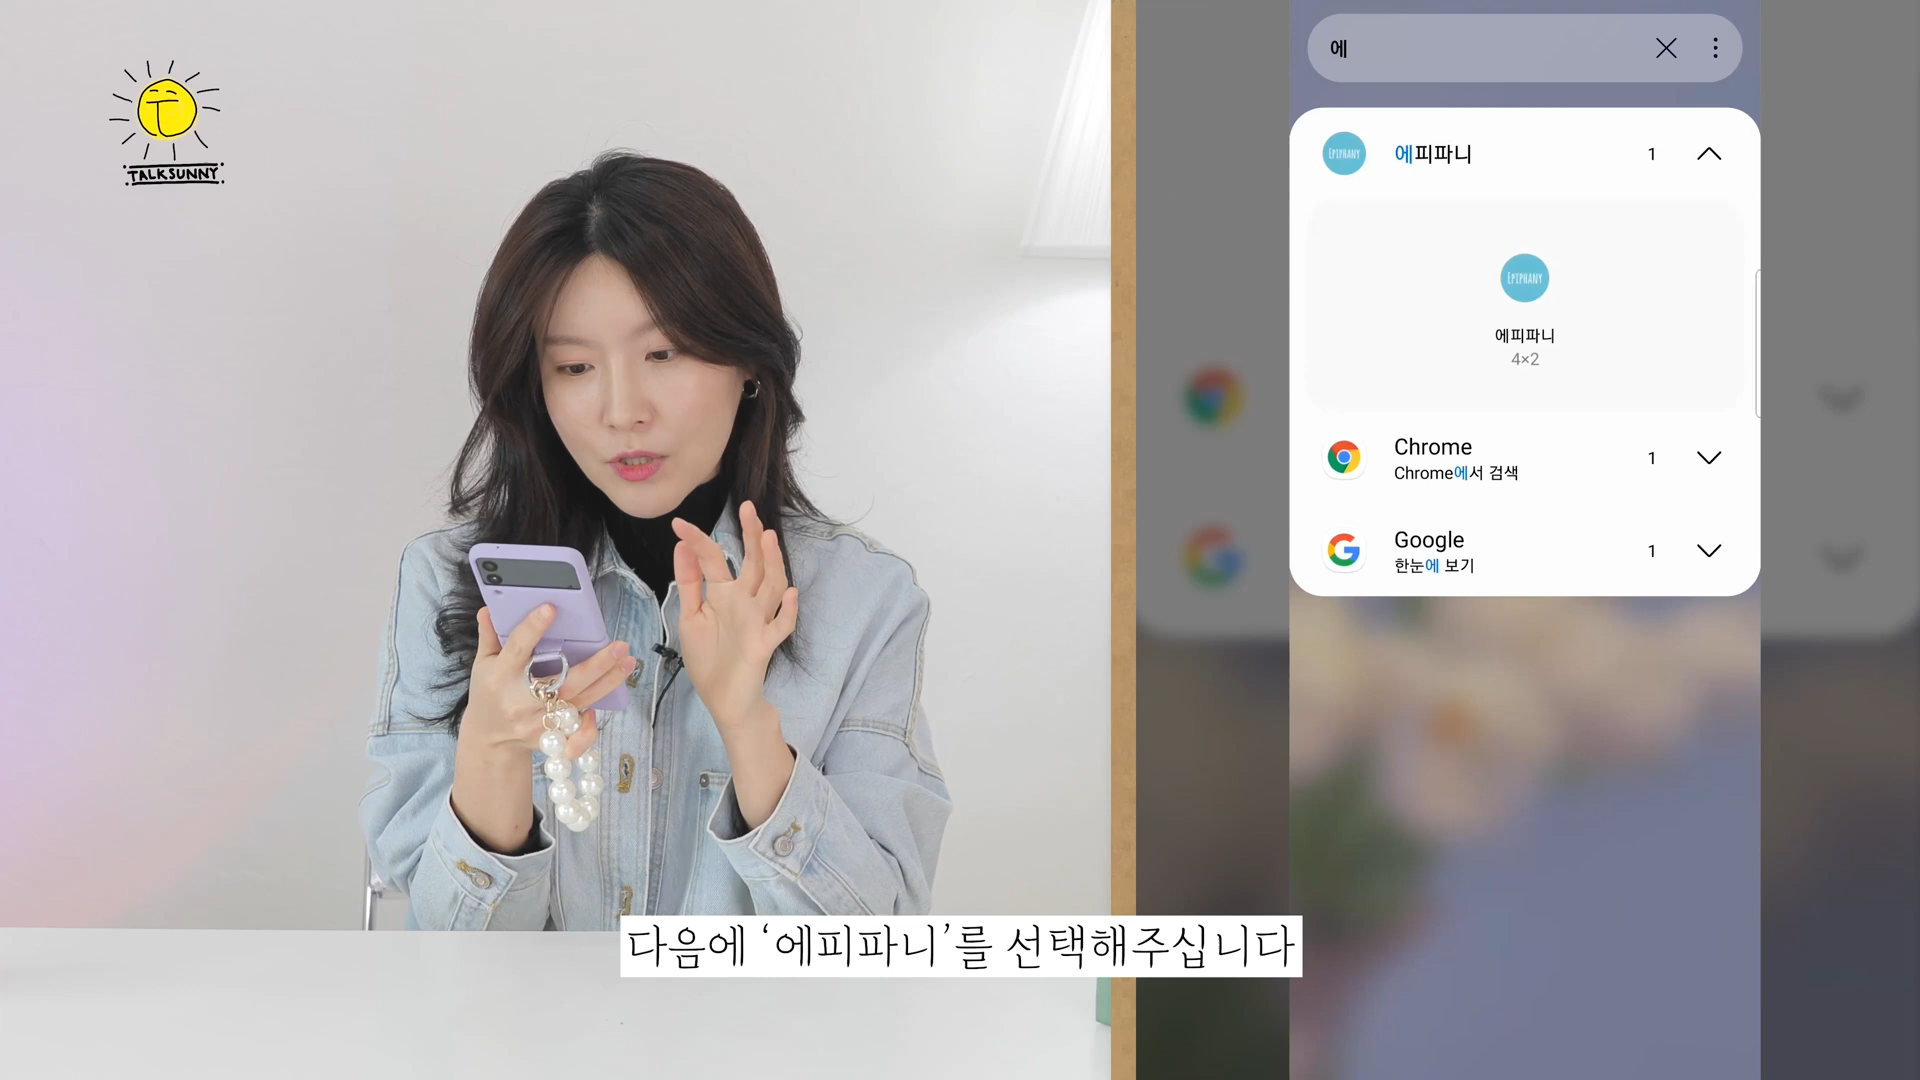 T
TALKSUNNY
에
EPIPHANY
에피파니
1
EPIPHANY
에피파니
4×2
Chrome
Chrome에서 검색
1
Google
한눈에 보기
1
다음에 ‘에피파니’를 선택해주십니다